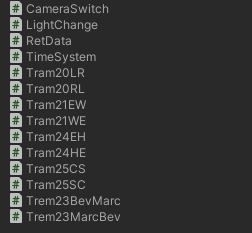 CameraSwitch
LightChange
RetData
TimeSystem
Tram20LR
Tram20RL
Tram21EW
Tram21WE
Tram24EH
Tram24HE
Tram25CS
Tram25SC
Trem23BevMarc
Trem23MarcBev